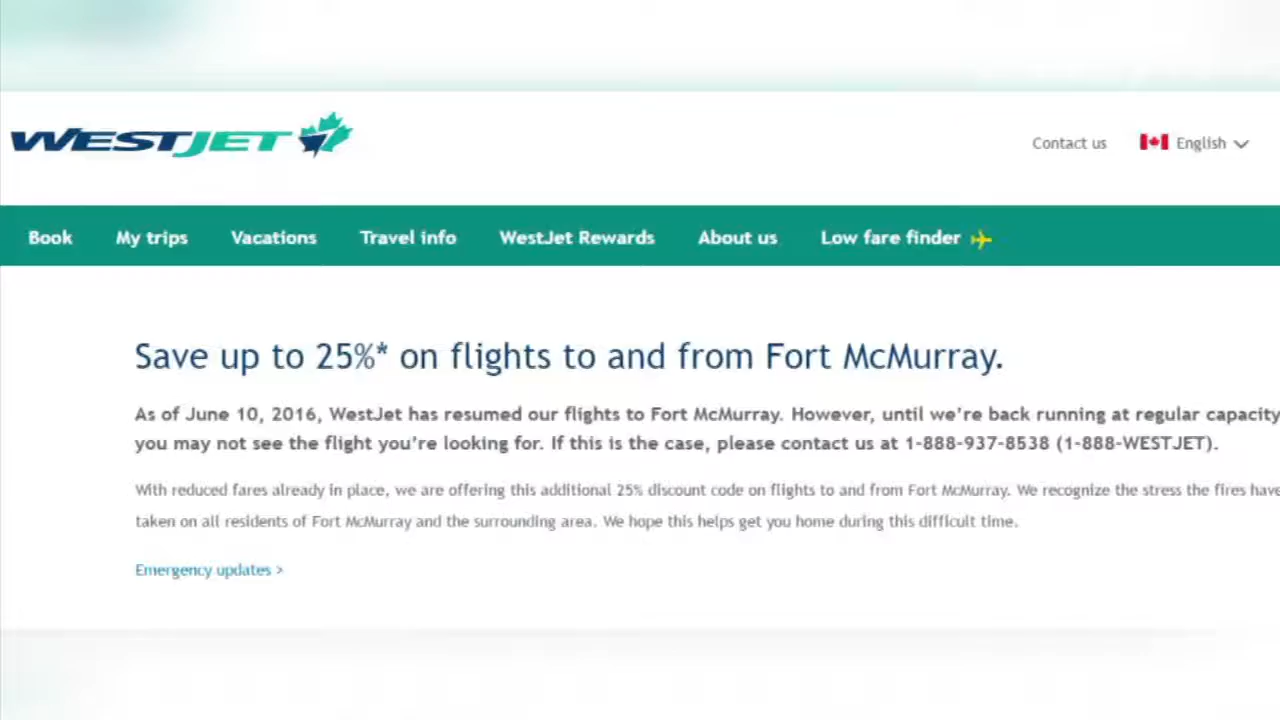 WESTJET
Contact us English
Book My trips Vacations Travel info WestJet Rewards About us Low fare finder
Save up to 25%* on flights to and from Fort McMurray.
As of June 10, 2016, WestJet has resumed our flights to Fort McMurray. However, until we're back running at regular capacity
you may not see the flight you're looking for. If this is the case, please contact us at 1-888-937-8538 (1-888-WESTJET).
With reduced fares already in place, we are offering this additional 25% discount code on flights to and from Fort McMurray. We recognize the stress the fires have
taken on all residents of Fort McMurray and the surrounding area. We hope this helps get you home during this difficult time.
Emergency updates >